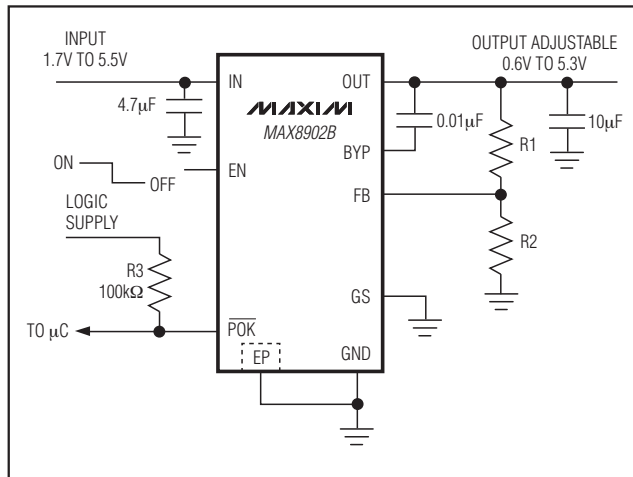 INPUT
1.7V TO 5.5V
OUTPUT ADJUSTABLE
0.6V TO 5.3V
IN
OUT
4.7µF
MAXIM
MAX8902B
0.01µF
10µF
R1
BYP
ON
OFF
EN
FB
LOGIC
SUPPLY
R2
R3
100kΩ
GS
TO µC
POK
EP
GND